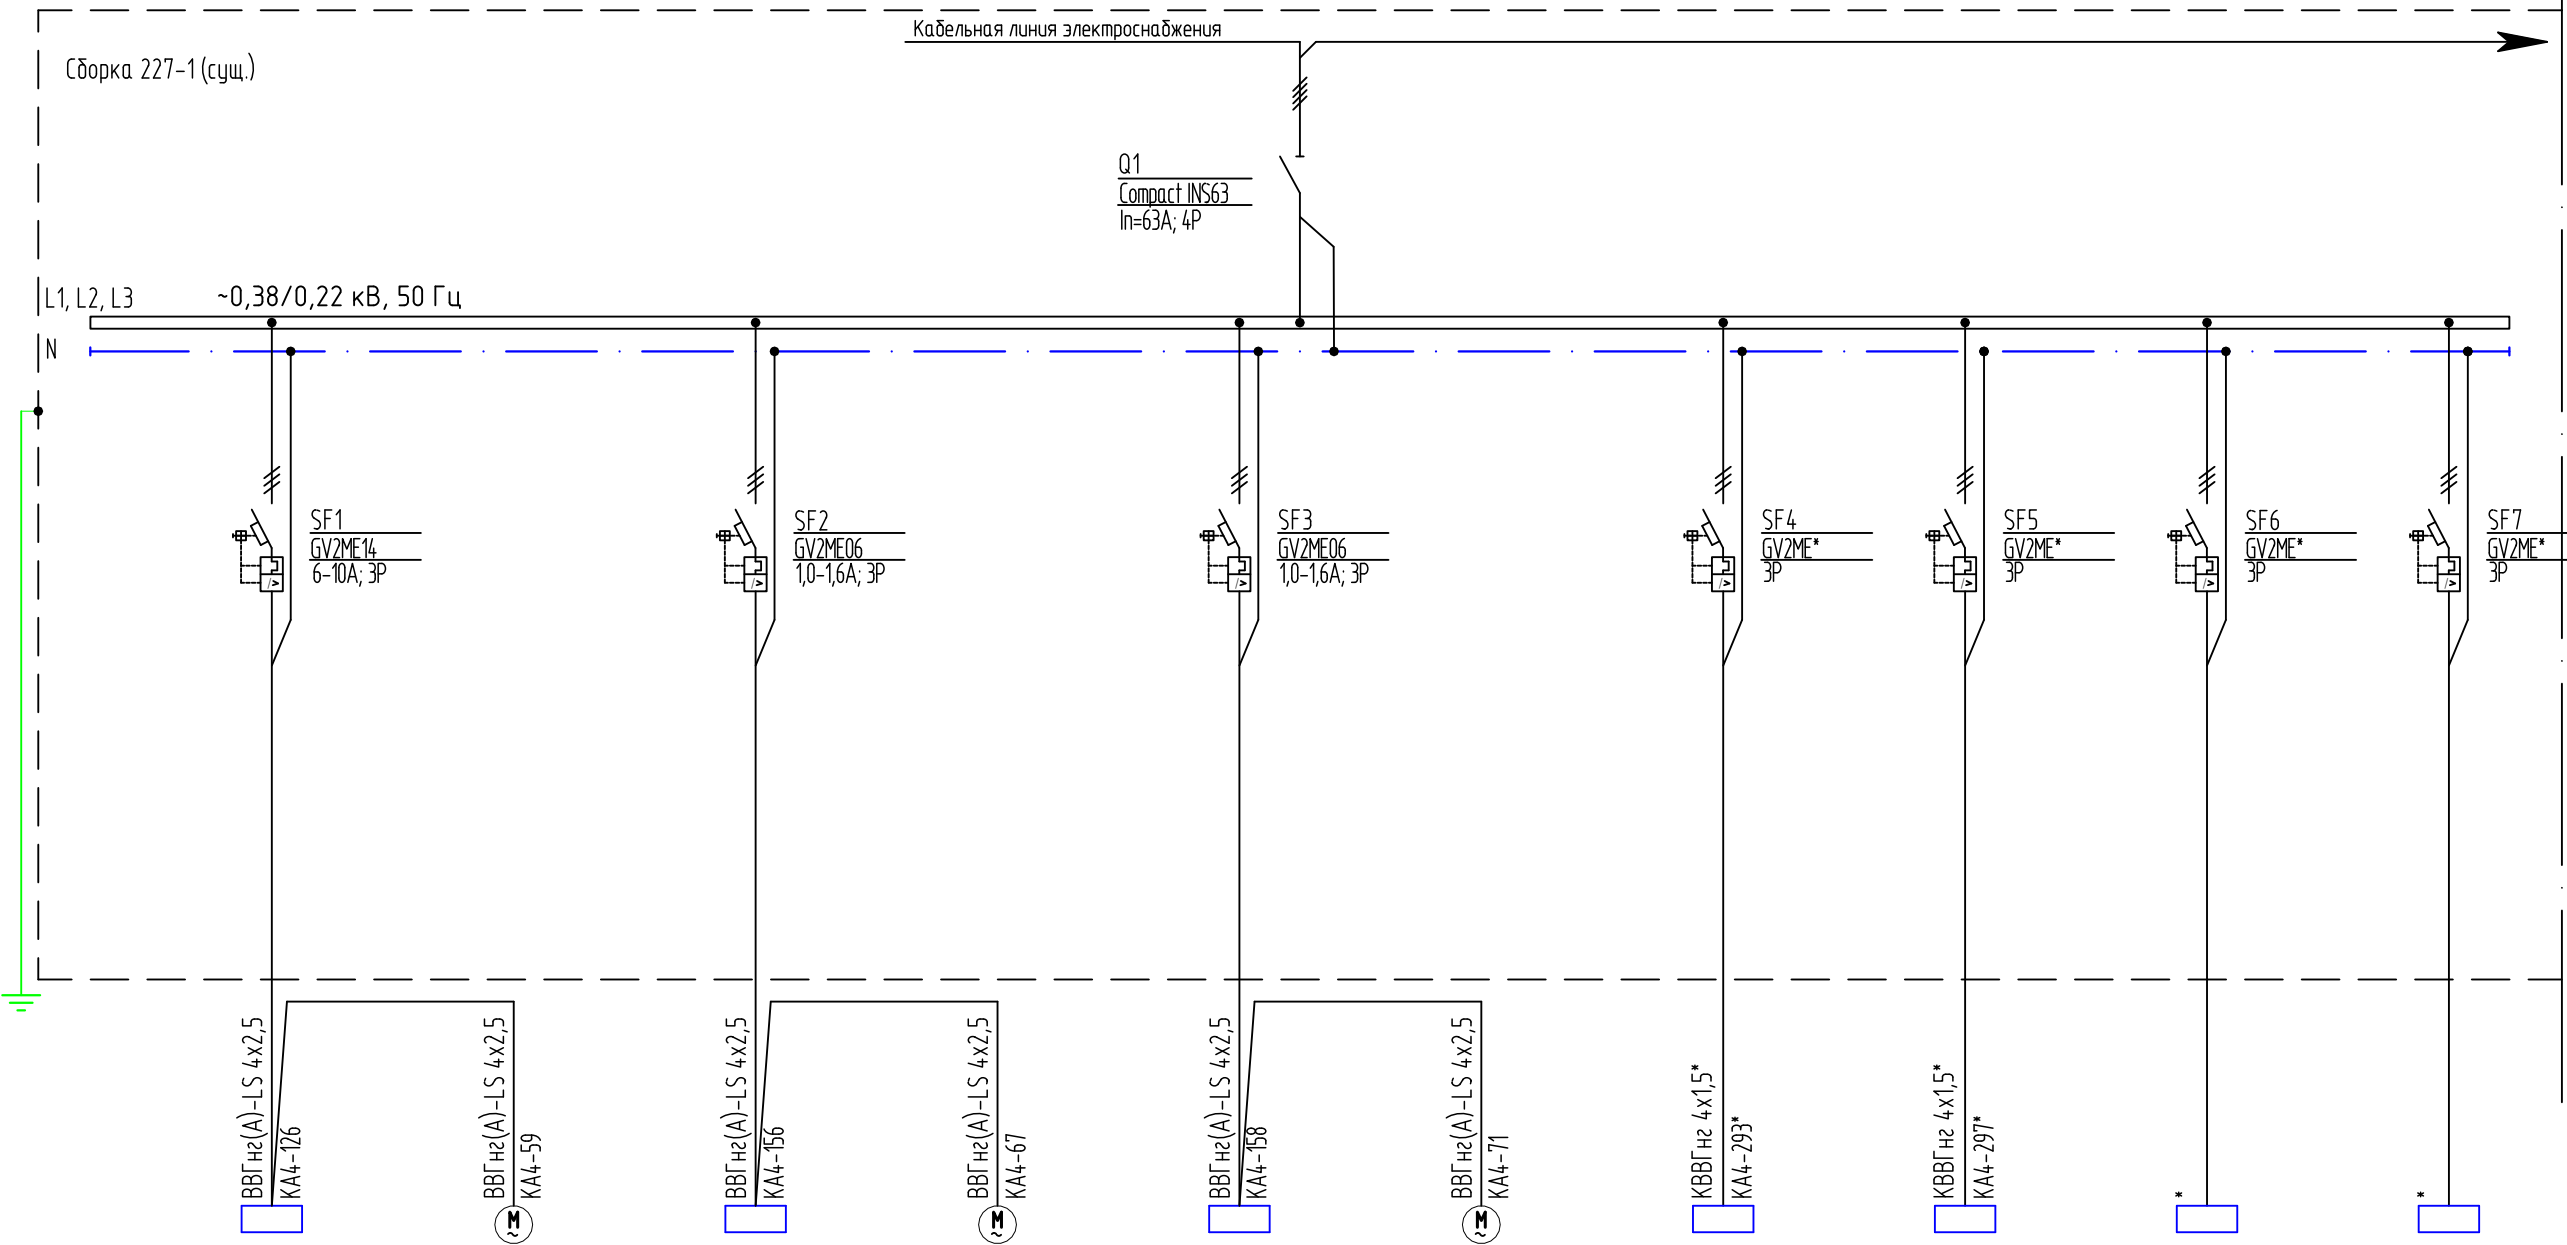 Кабельная линия электроснабжения
Сборка 227-1 (сущ.)
Q1
Compact INS63
In=63A; 4P
L1, L2, L3
~0,38/0,22 кВ, 50 Гц
N
SF1
GV2ME14
6-10A; 3P
SF2
GV2ME06
1,0-1,6A; 3P
SF3
GV2ME06
1,0-1,6A; 3P
SF4
GV2ME*
3P
SF5
GV2ME*
3P
SF6
GV2ME*
3P
SF7
GV2ME*
3P
ВВГнг(А)-LS 4x2,5
КА4-126
ВВГнг(А)-LS 4x2,5
КА4-59
ВВГнг(А)-LS 4x2,5
КА4-156
ВВГнг(А)-LS 4x2,5
КА4-67
ВВГнг(А)-LS 4x2,5
КА4-158
ВВГнг(А)-LS 4x2,5
КА4-71
КВВГнг 4x1,5*
КА4-293*
КВВГнг 4x1,5*
КА4-297*
*
*
M
~
M
~
M
~